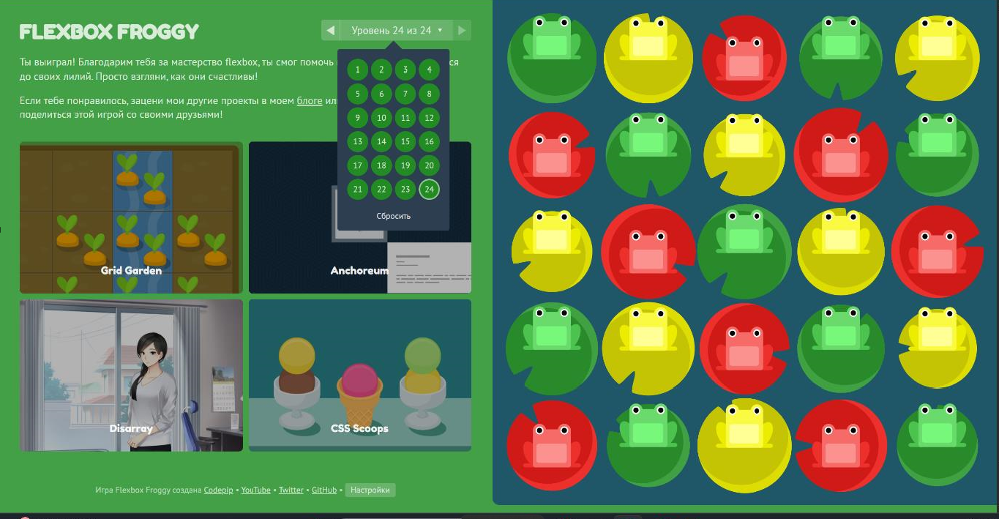 FLEXBOX FROGGY
Уровень 24 из 24
Ты выиграл! Благодарим тебя за мастерство flexbox, ты смог помочь
ся
до своих лилий. Просто взгляни, как они счастливы!
Если тебе понравилось, зацени мои другие проекты в моем блоге
поделиться этой игрой со своими друзьями!
1 2 3 4
5 6 7 8
9 10 11 12
13 14 15 16
17 18 19 20
21 22 23 24
Сбросить
Grid Garden
Anchoreum
Disarray
CSS Scoops
Игра Flexbox Froggy создана Codepip • YouTube • Twitter • GitHub • Настройки